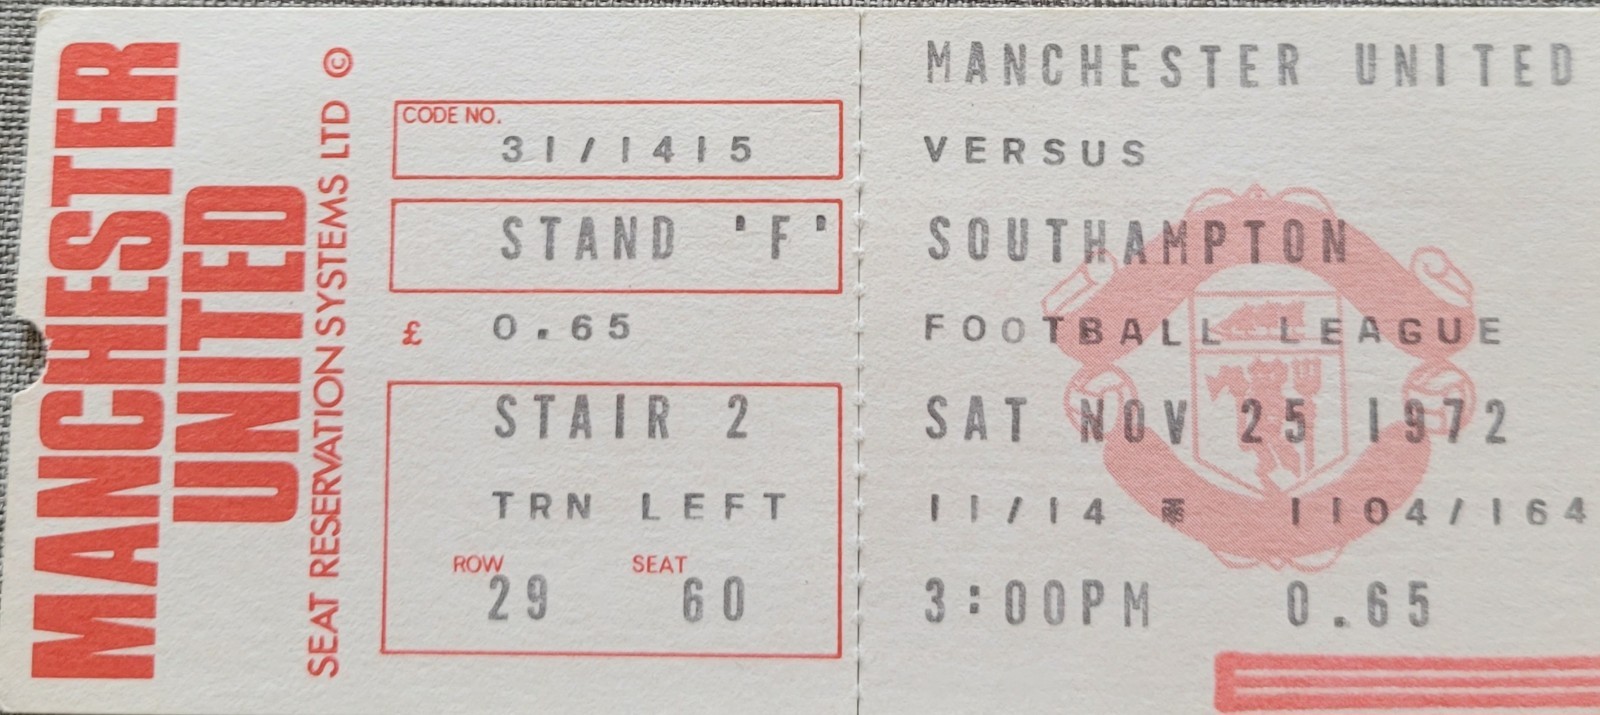 MANCHESTER
UNITED
SEAT RESERVATION SYSTEMS LTD ©
CODE NO.
31/1415
STAND 'F'
£ 0.65
STAIR 2
TRN LEFT
ROW SEAT
29 60
MANCHESTER UNITED
VERSUS
SOUTHAMPTON
FOOTBALL LEAGUE
SAT NOV 25 1972
11/14 1104/164
3:00PM 0.65